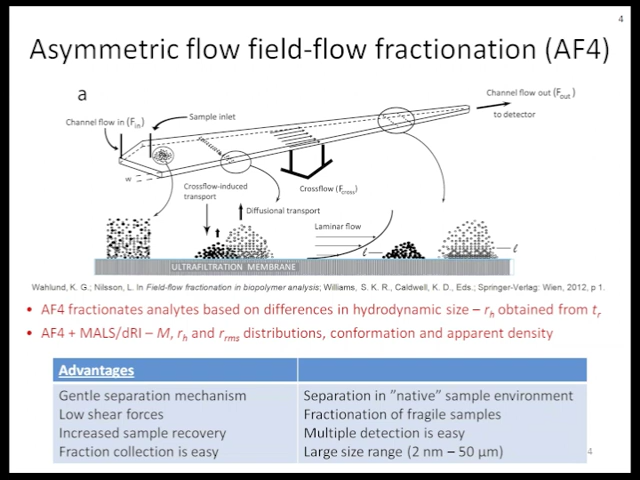 4
Asymmetric flow field-flow fractionation (AF4)
a
Channel flow out (Fout)
to detector
Channel flow in (Fin)
Sample inlet
w
Crossflow-induced
transport
Crossflow (Fcross)
Diffusional transport
Laminar flow
l
l
ULTRAFILTRATION MEMBRANE
Wahlund, K. G.; Nilsson, L. In Field-flow fractionation in biopolymer analysis; Williams, S. K. R., Caldwell, K. D., Eds.; Springer-Verlag: Wien, 2012, p 1.
• AF4 fractionates analytes based on differences in hydrodynamic size – rh obtained from tr
• AF4 + MALS/dRI – M, rh and rrms distributions, conformation and apparent density
Advantages
Gentle separation mechanism Separation in ”native” sample environment
Low shear forces Fractionation of fragile samples
Increased sample recovery Multiple detection is easy
Fraction collection is easy Large size range (2 nm – 50 µm)
4